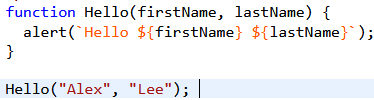 function Hello(firstName, lastName) {
  alert(`Hello ${firstName} ${lastName}`);
}

Hello("Alex", "Lee");